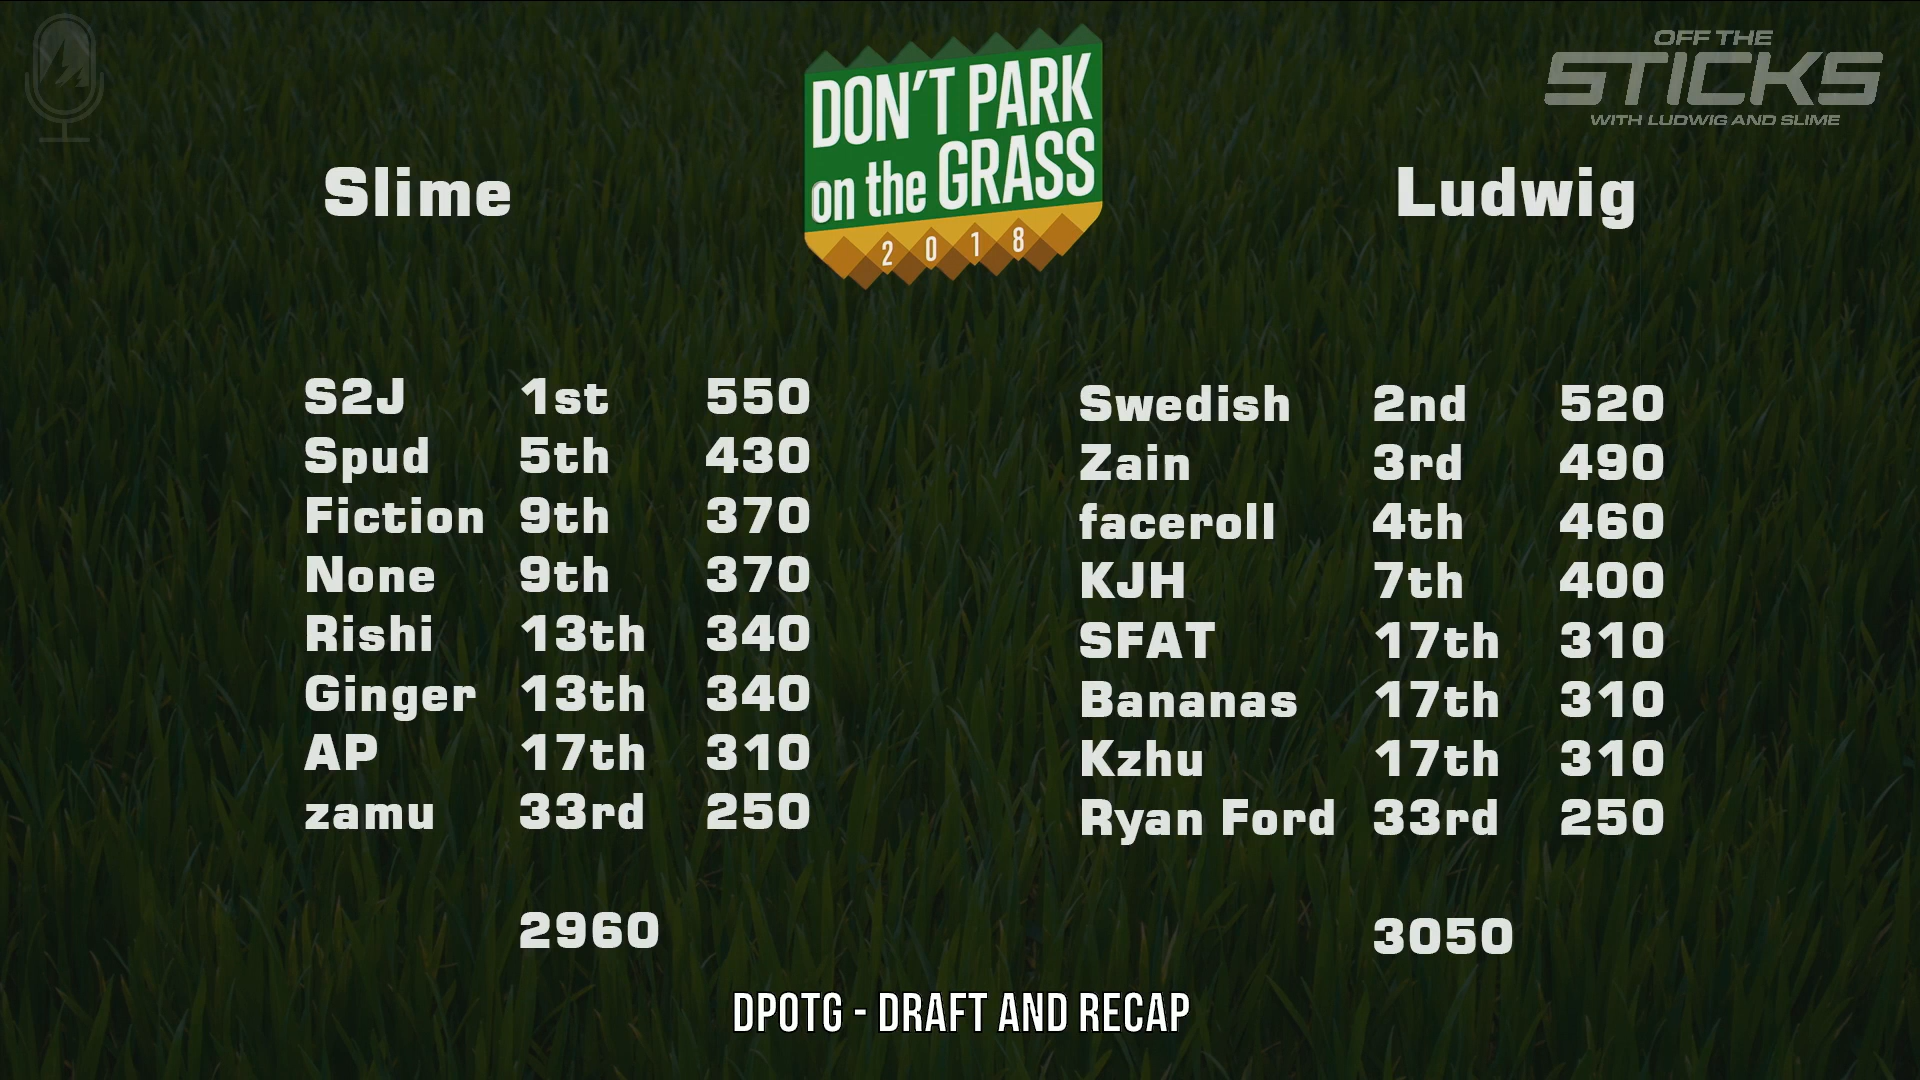 OFF THE
STICKS
WITH LUDWIG AND SLIME
DON'T PARK
on the GRASS
2018
Slime
S2J 1st 550
Spud 5th 430
Fiction 9th 370
None 9th 370
Rishi 13th 340
Ginger 13th 340
AP 17th 310
zamu 33rd 250
2960
Ludwig
Swedish 2nd 520
Zain 3rd 490
faceroll 4th 460
KJH 7th 400
SFAT 17th 310
Bananas 17th 310
Kzhu 17th 310
Ryan Ford 33rd 250
3050
DPOTG - DRAFT AND RECAP